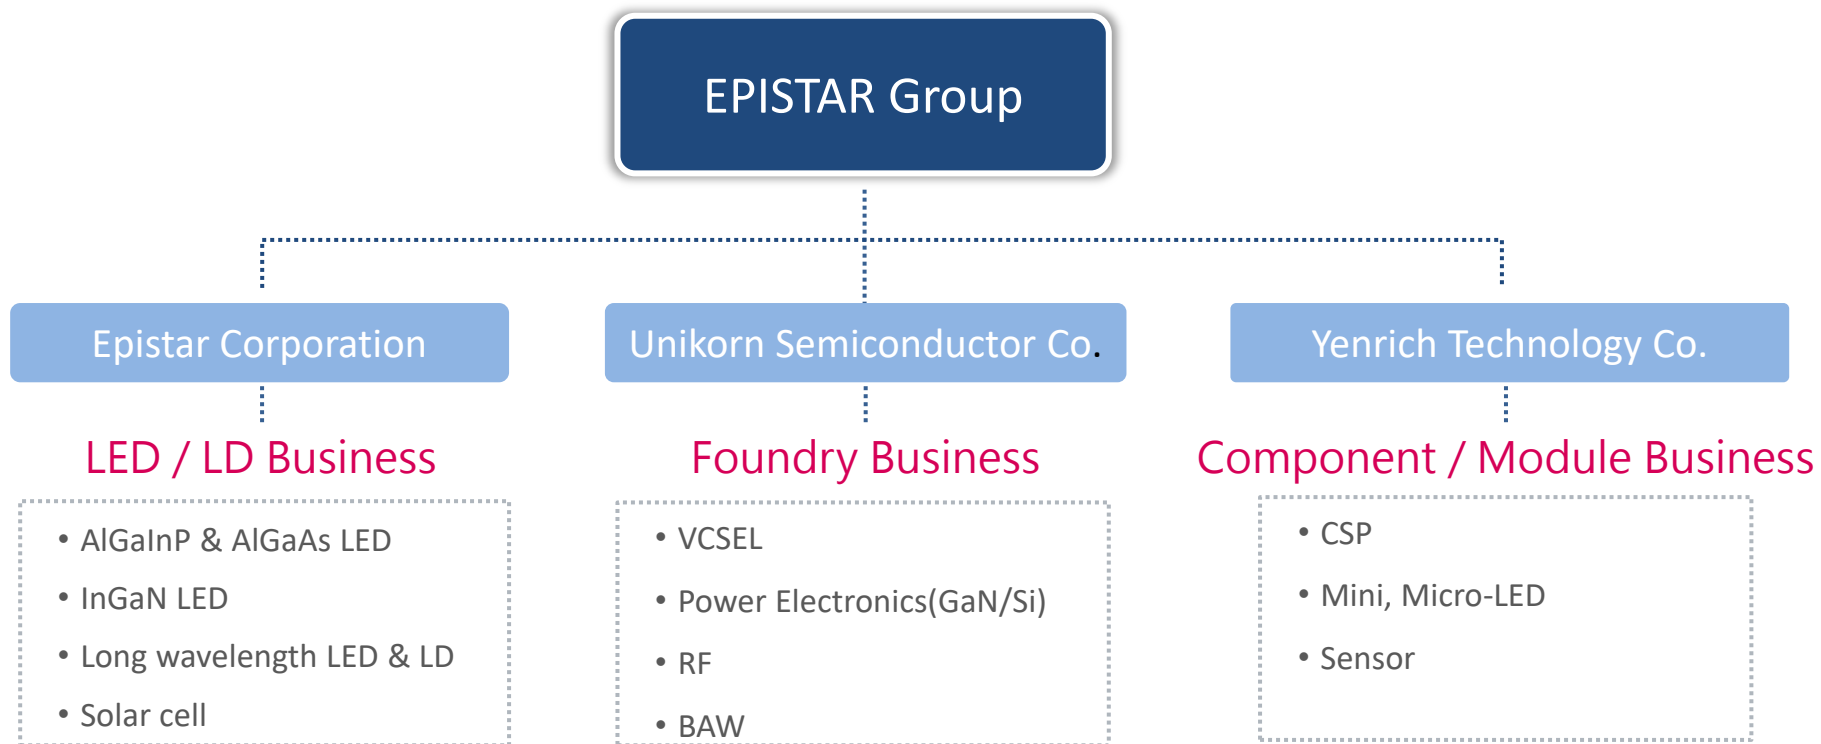 EPISTAR Group
Epistar Corporation
Unikorn Semiconductor Co.
Yenrich Technology Co.
LED / LD Business
• AlGaInP & AlGaAs LED
• InGaN LED
• Long wavelength LED & LD
• Solar cell
Foundry Business
• VCSEL
• Power Electronics(GaN/Si)
• RF
• BAW
Component / Module Business
• CSP
• Mini, Micro-LED
• Sensor